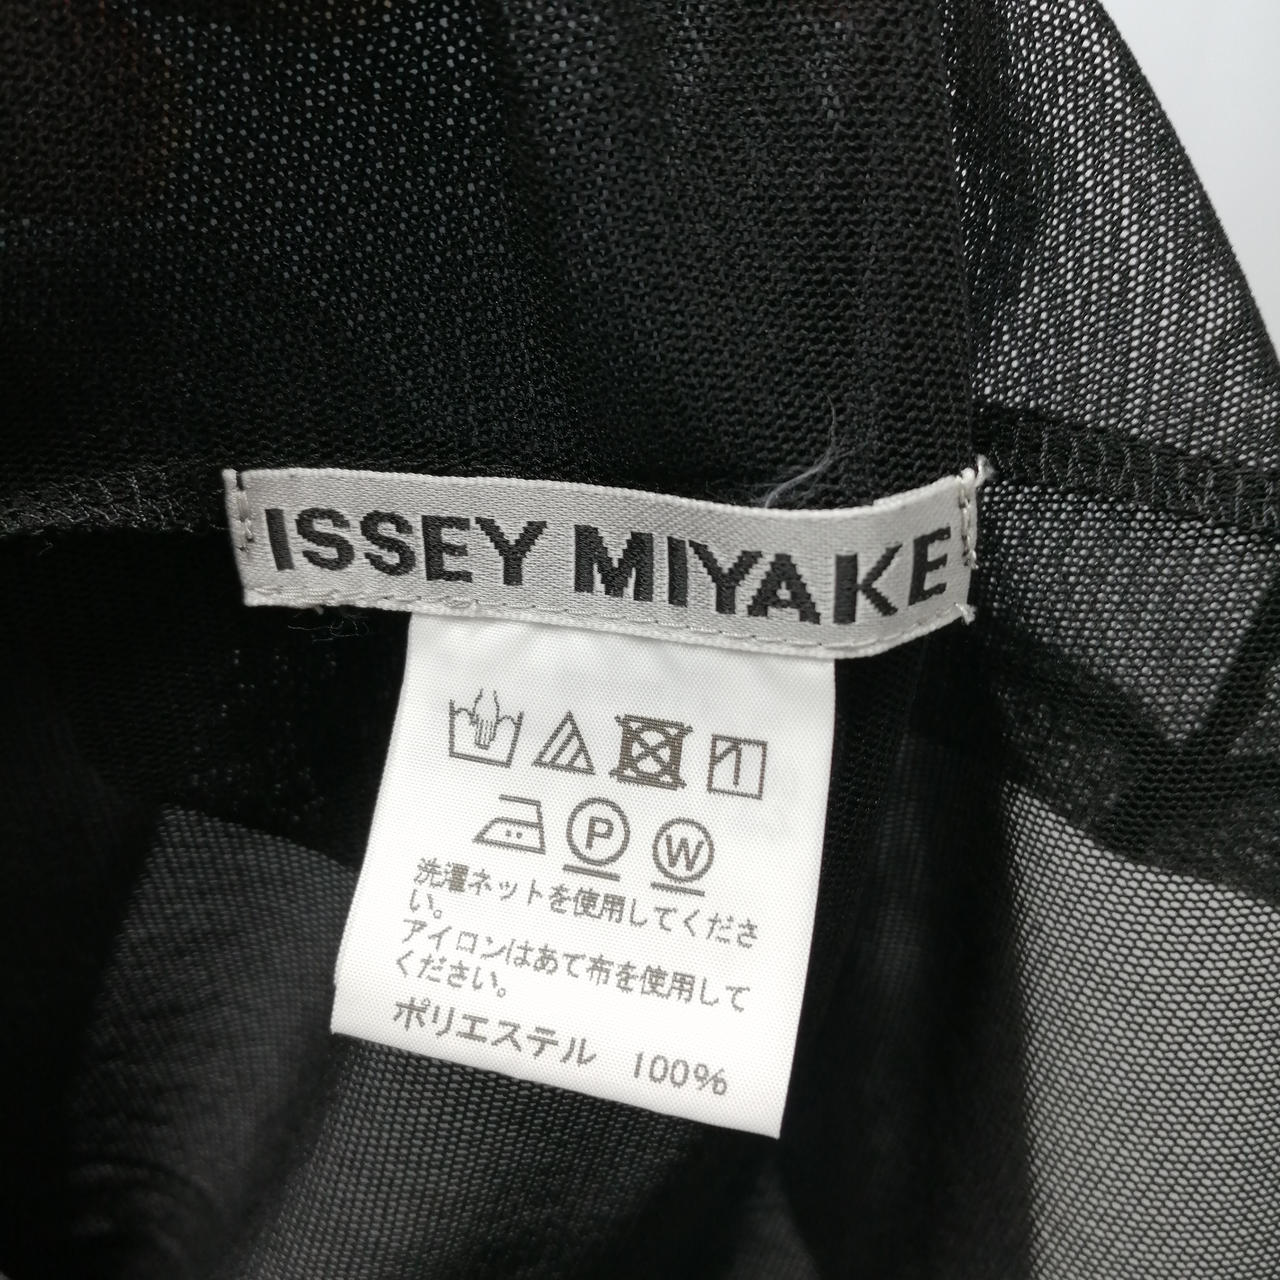 ISSEY MIYAKE
P W
洗濯ネットを使用してくださ
い。
アイロンはあて布を使用して
ください。
ポリエステル 100%